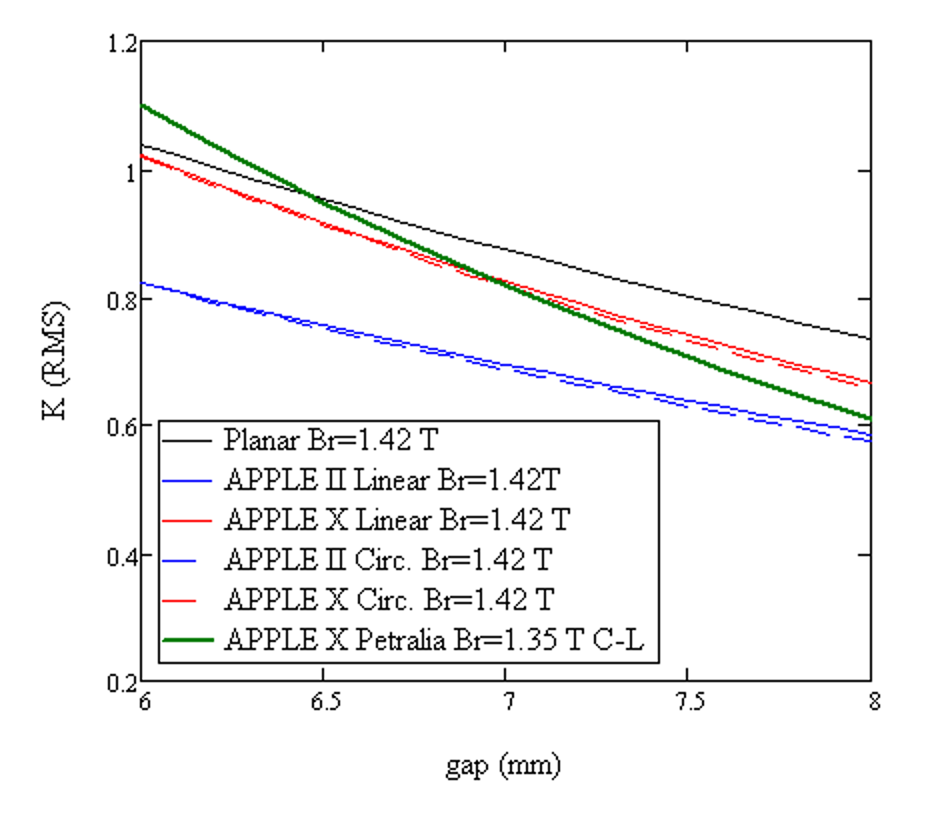 1.2
1
0.8
0.6
0.4
0.2
K (RMS)
Planar Br=1.42 T
APPLE II Linear Br=1.42T
APPLE X Linear Br=1.42 T
APPLE II Circ. Br=1.42 T
APPLE X Circ. Br=1.42 T
APPLE X Petralia Br=1.35 T C-L
6 6.5 7 7.5 8
gap (mm)